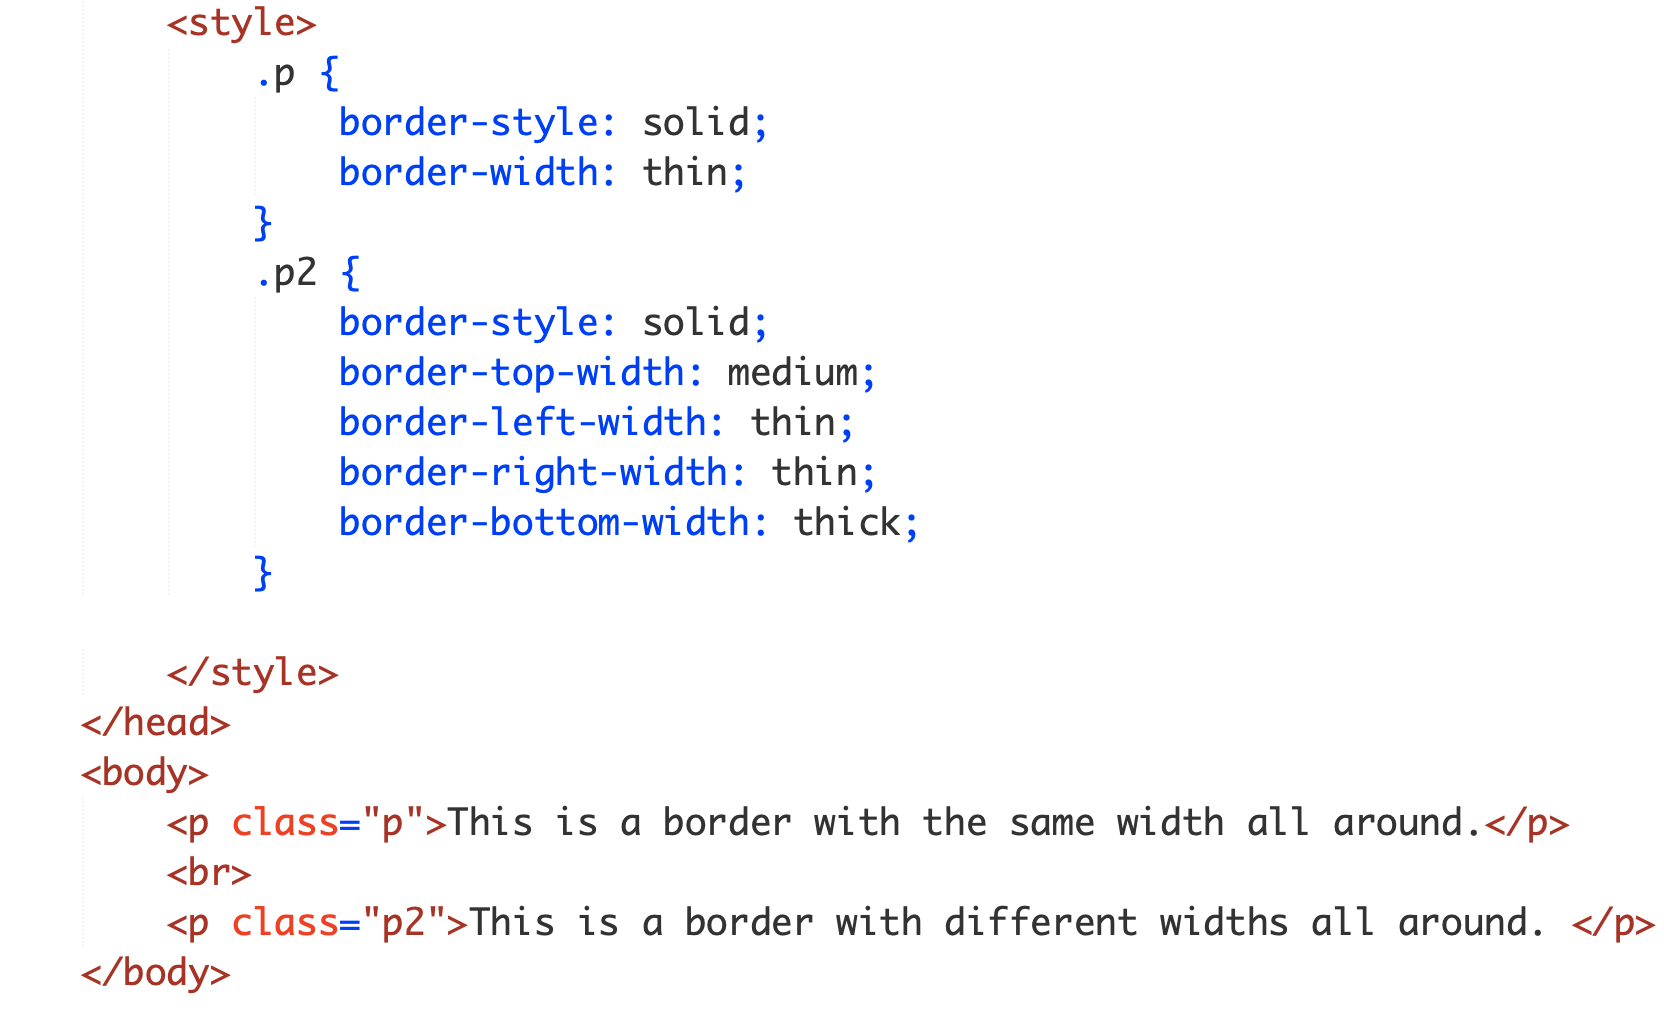 <style>
.p {
border-style: solid;
border-width: thin;
}
.p2 {
border-style: solid;
border-top-width: medium;
border-left-width: thin;
border-right-width: thin;
border-bottom-width: thick;
}
</style>
</head>
<body>
<p class="p">This is a border with the same width all around.</p>
<br>
<p class="p2">This is a border with different widths all around. </p>
</body>